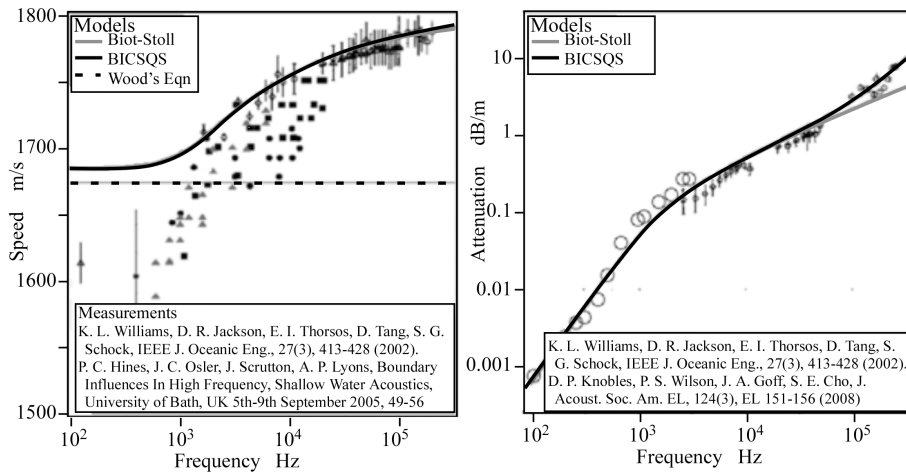 1800
1700
1600
1500
Speed m/s
Models
Biot-Stoll
BICSQS
Wood's Eqn
Measurements
K. L. Williams, D. R. Jackson, E. I. Thorsos, D. Tang, S. G.
Schock, IEEE J. Oceanic Eng., 27(3), 413-428 (2002).
P. C. Hines, J. C. Osler, J. Scrutton, A. P. Lyons, Boundary
Influences In High Frequency, Shallow Water Acoustics,
University of Bath, UK 5th-9th September 2005, 49-56
10² 10³ 10⁴ 10⁵
Frequency Hz
10
1
0.1
0.01
0.001
Attenuation dB/m
Models
Biot-Stoll
BICSQS
K. L. Williams, D. R. Jackson, E. I. Thorsos, D. Tang, S.
G. Schock, IEEE J. Oceanic Eng., 27(3), 413-428 (2002).
D. P. Knobles, P. S. Wilson, J. A. Goff, S. E. Cho, J.
Acoust. Soc. Am. EL, 124(3), EL 151-156 (2008)
10² 10³ 10⁴ 10⁵
Frequency Hz